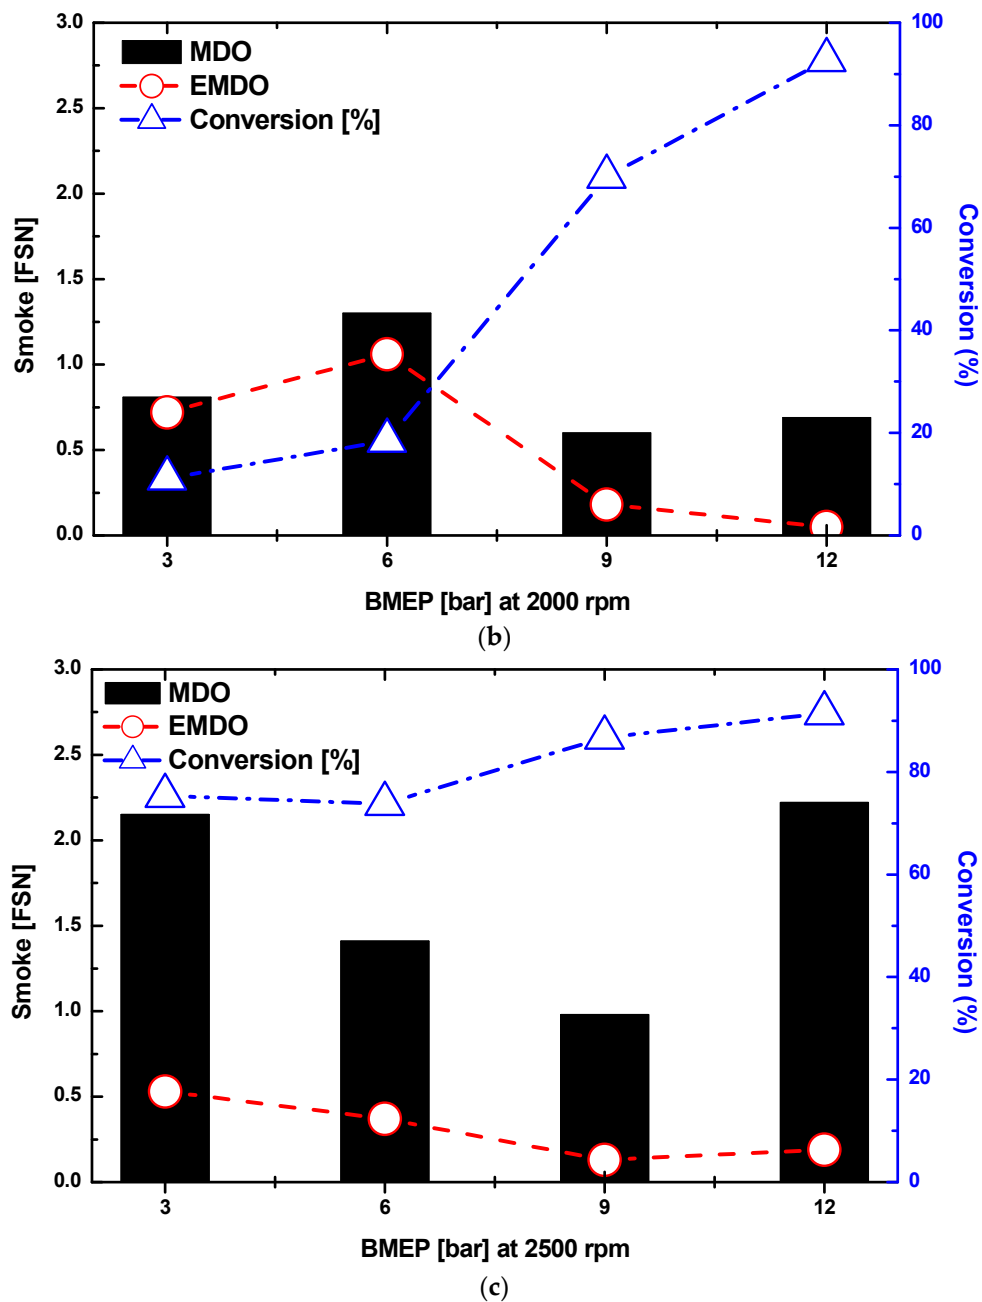 MDO
EMDO
Conversion [%]
3.0
2.5
2.0
1.5
1.0
0.5
0.0
Smoke [FSN]
100
80
60
40
20
0
Conversion (%)
3 6 9 12
BMEP [bar] at 2000 rpm
(b)
MDO
EMDO
Conversion [%]
3.0
2.5
2.0
1.5
1.0
0.5
0.0
Smoke [FSN]
100
80
60
40
20
0
Conversion (%)
3 6 9 12
BMEP [bar] at 2500 rpm
(c)